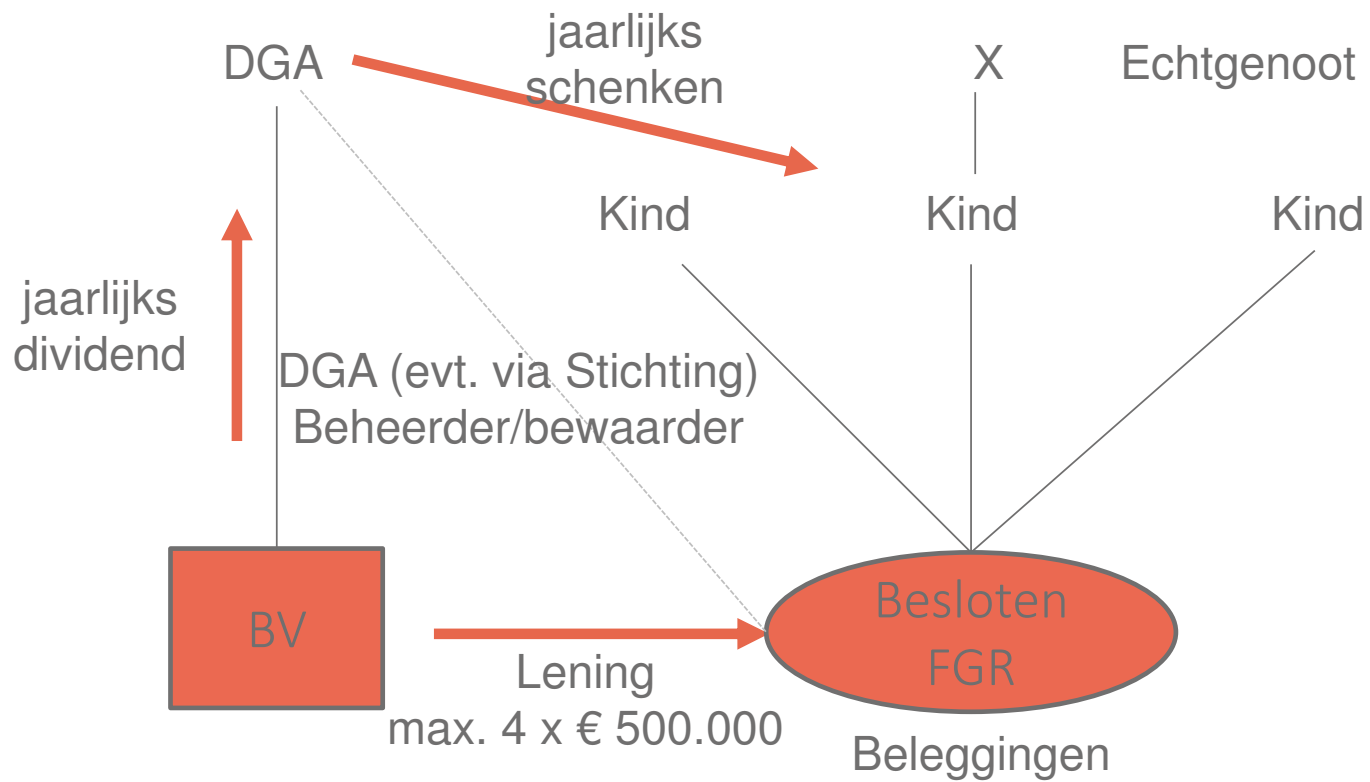 jaarlijks
schenken
DGA
X
Echtgenoot
Kind
Kind
Kind
jaarlijks
dividend
DGA (evt. via Stichting)
Beheerder/bewaarder
BV
Besloten
FGR
Lening
max. 4 x € 500.000
Beleggingen